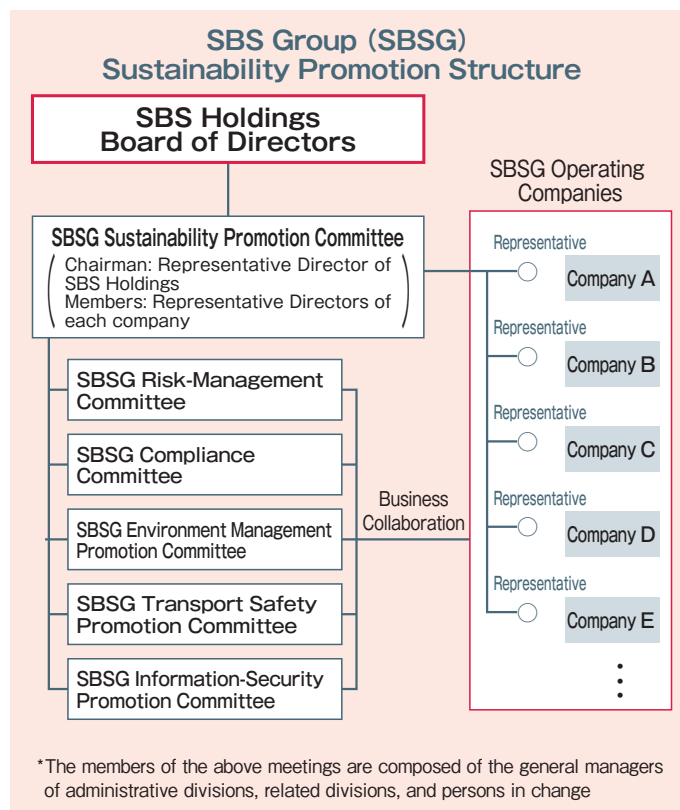 SBS Group (SBSG)
Sustainability Promotion Structure
SBS Holdings
Board of Directors
SBSG Sustainability Promotion Committee
Chairman: Representative Director of
SBS Holdings
Members: Representative Directors of
each company
SBSG Risk-Management
Committee
SBSG Compliance
Committee
SBSG Environment Management
Promotion Committee
SBSG Transport Safety
Promotion Committee
SBSG Information-Security
Promotion Committee
Business
Collaboration
SBSG Operating
Companies
Representative
Company A
Representative
Company B
Representative
Company C
Representative
Company D
Representative
Company E
*The members of the above meetings are composed of the general managers
of administrative divisions, related divisions, and persons in change